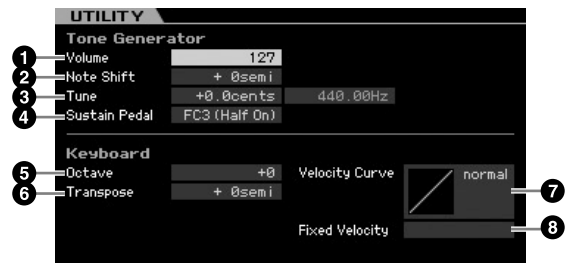 UTILITY
Tone Generator
1 Volume 127
2 Note Shift + 0semi
3 Tune +0.0cents 440.00Hz
4 Sustain Pedal FC3 (Half On)
Keyboard
5 Octave +0 Velocity Curve normal 7
6 Transpose + 0semi
Fixed Velocity 8